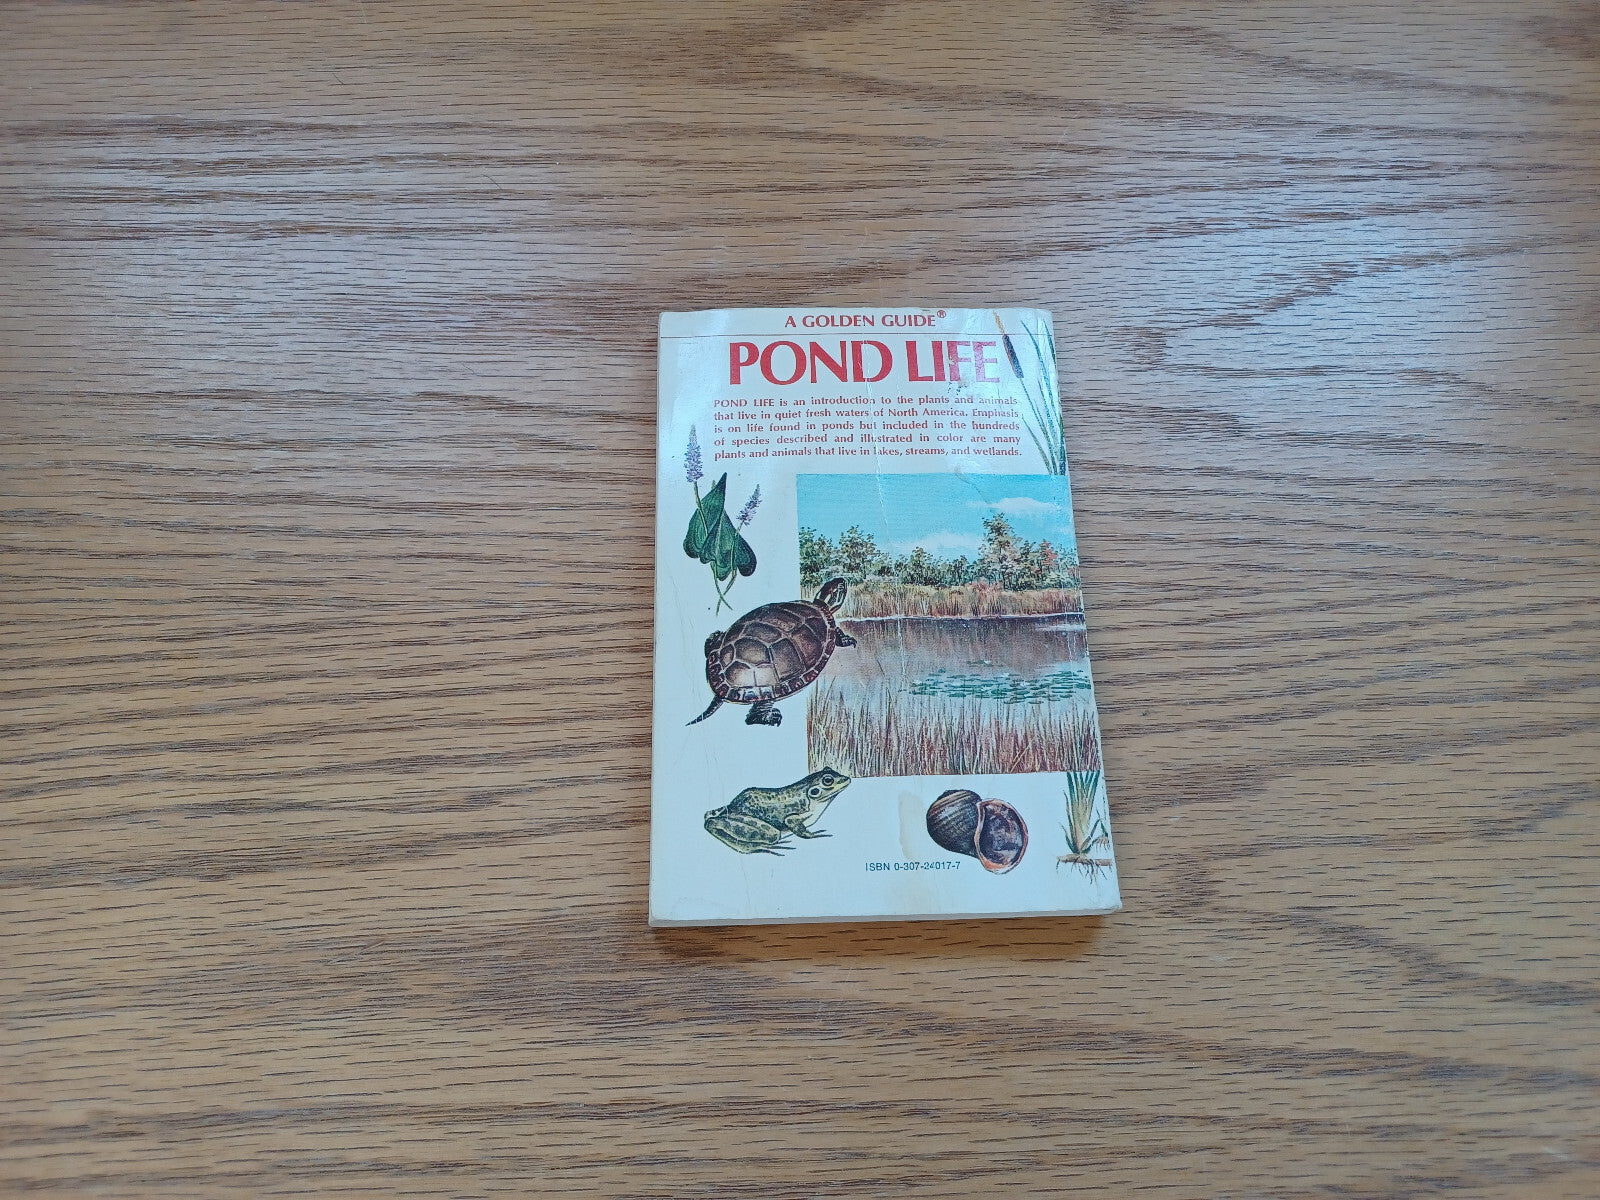 A GOLDEN GUIDE®
POND LIFE
POND LIFE is an introduction to the plants and animals
that live in quiet fresh waters of North America. Emphasis
is on life found in ponds but included in the hundreds
of species described and illustrated in color are many
plants and animals that live in lakes, streams, and wetlands.
ISBN 0-307-24017-7